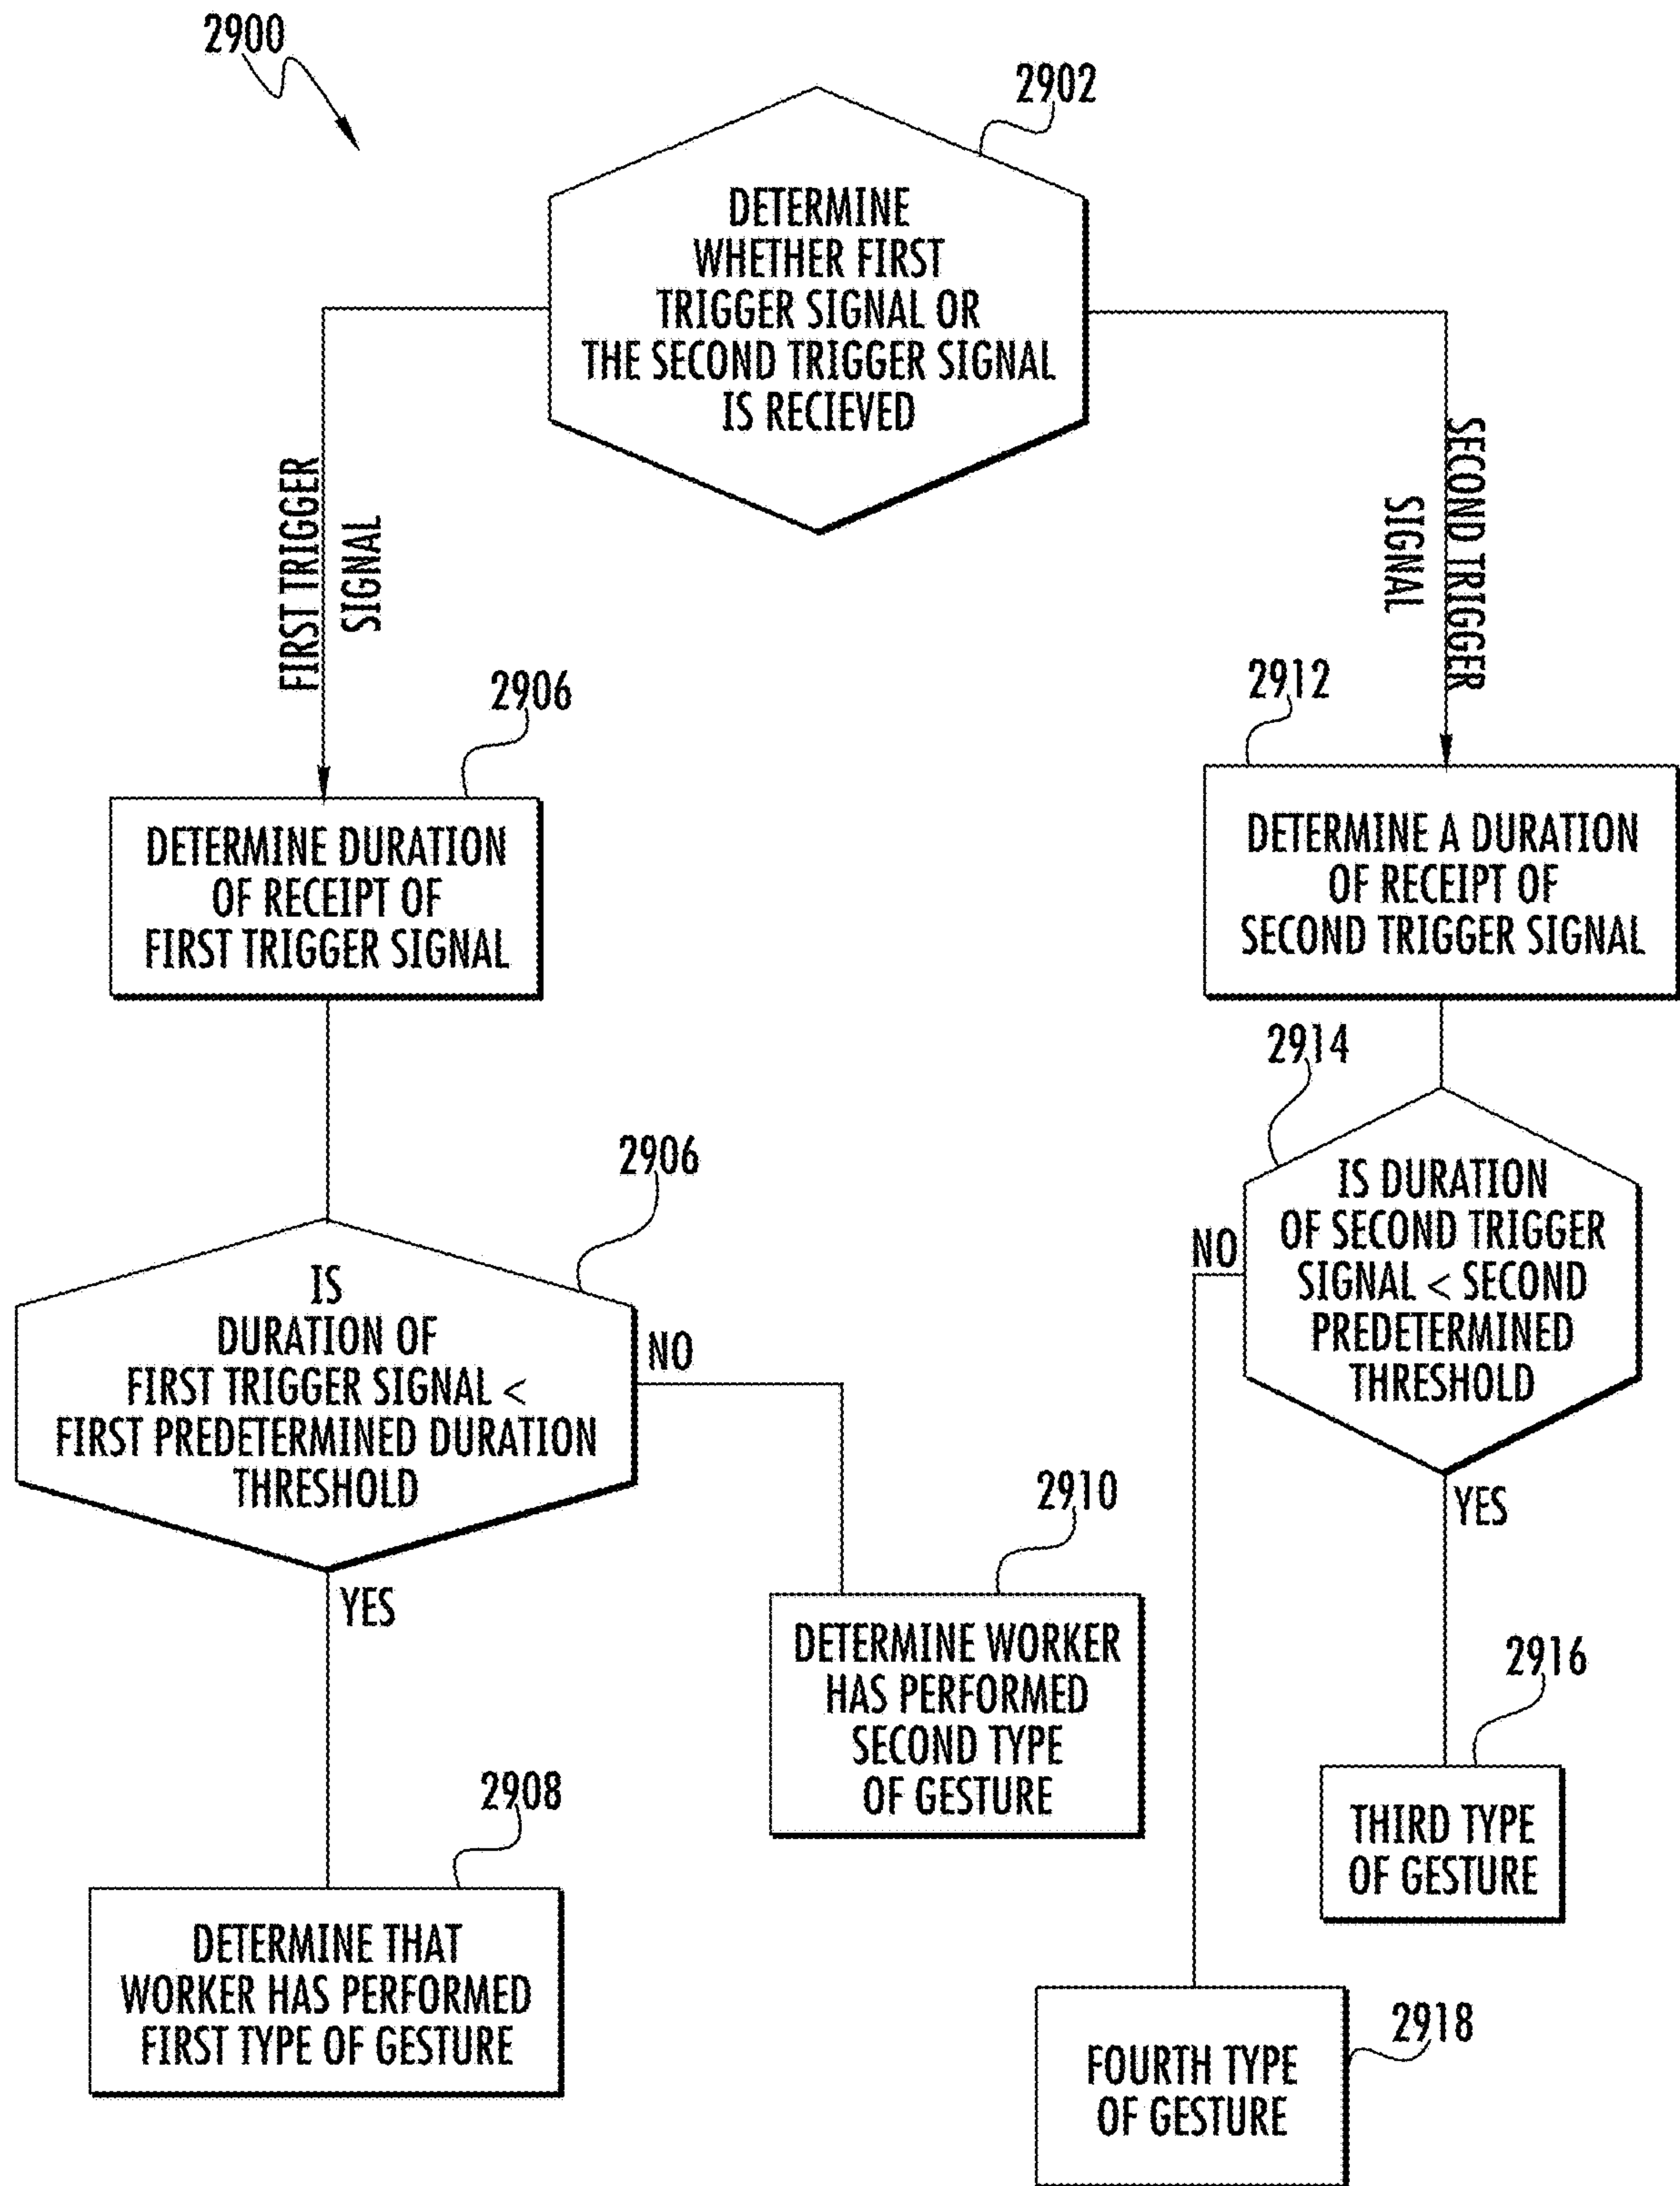 2900
2902
DETERMINE
WHETHER FIRST
TRIGGER SIGNAL OR
THE SECOND TRIGGER SIGNAL
IS RECIEVED
FIRST TRIGGER
SIGNAL
SECOND TRIGGER
SIGNAL
2906
DETERMINE DURATION
OF RECEIPT OF
FIRST TRIGGER SIGNAL
2912
DETERMINE A DURATION
OF RECEIPT OF
SECOND TRIGGER SIGNAL
2906
IS
DURATION OF
FIRST TRIGGER SIGNAL <
FIRST PREDETERMINED DURATION
THRESHOLD
NO
YES
2914
IS DURATION
OF SECOND TRIGGER
SIGNAL < SECOND
PREDETERMINED
THRESHOLD
NO
YES
2910
DETERMINE WORKER
HAS PERFORMED
SECOND TYPE
OF GESTURE
2916
THIRD TYPE
OF GESTURE
2908
DETERMINE THAT
WORKER HAS PERFORMED
FIRST TYPE OF GESTURE
2918
FOURTH TYPE
OF GESTURE